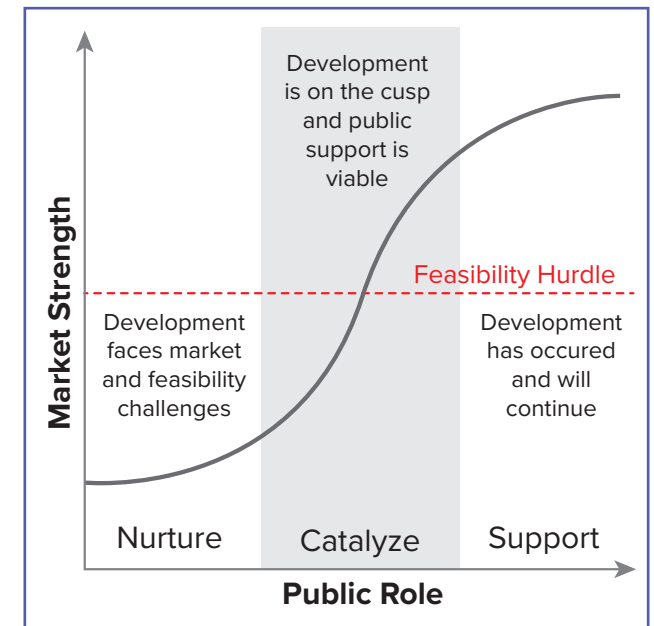 Development
is on the cusp
and public
support is
viable
Market Strength
Feasibility Hurdle
Development
faces market
and feasibility
challenges
Development
has occured
and will
continue
Nurture
Catalyze
Support
Public Role